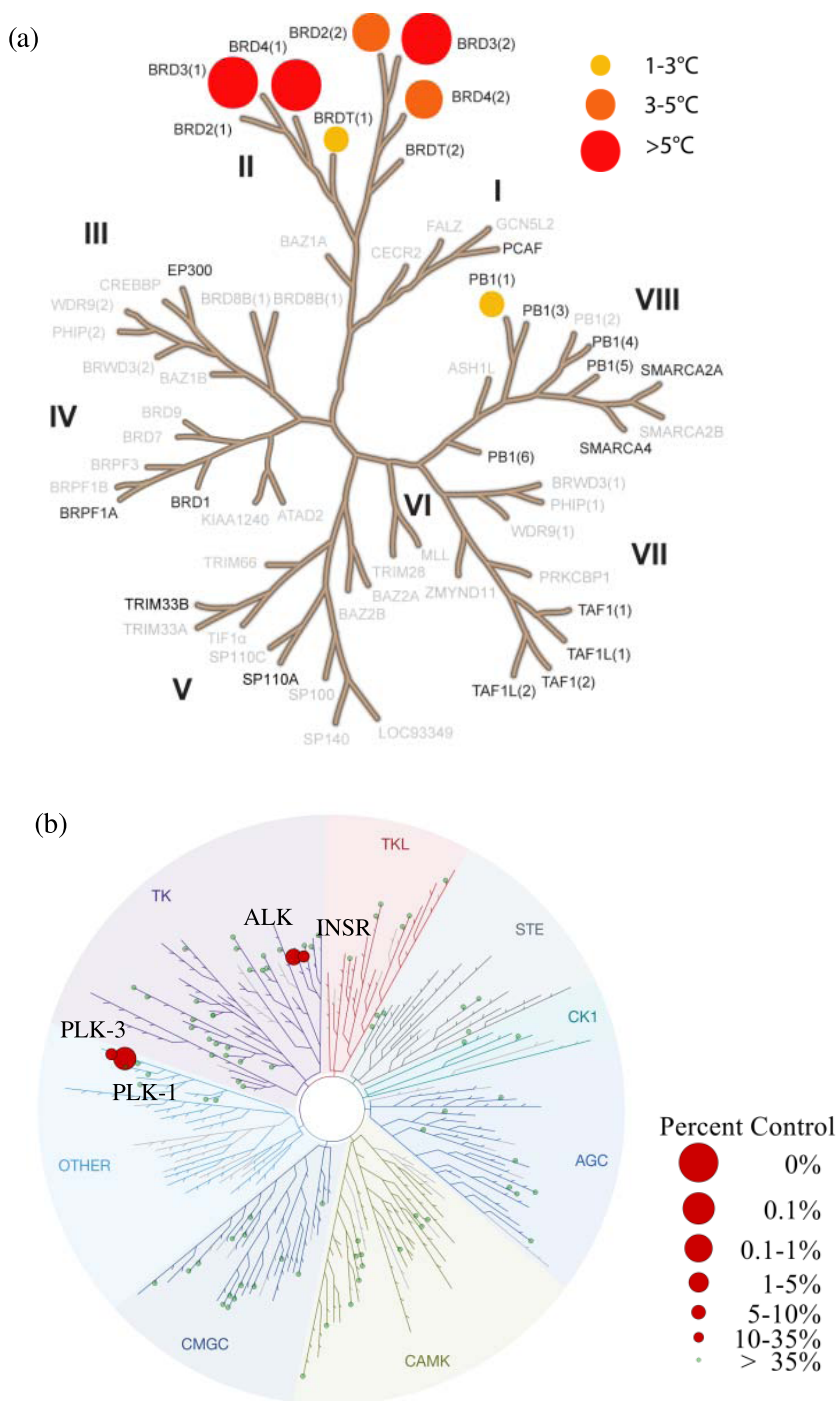 (a)
BRD2(2)
BRD4(1)
BRD3(2)
BRD3(1)
1-3°C
BRD4(2)
3-5°C
BRDT(1)
BRD2(1)
>5°C
BRDT(2)
II
I
GCN5L2
FALZ
III
BAZ1A
CECR2
PCAF
EP300
PB1(1)
CREBBP
VIII
WDR9(2)
BRD8B(1) BRD8B(1)
PB1(3)
PB1(2)
PHIP(2)
PB1(4)
BRWD3(2)
ASH1L
PB1(5)
SMARCA2A
BAZ1B
IV
BRD9
SMARCA2B
BRD7
SMARCA4
PB1(6)
BRPF3
BRWD3(1)
BRPF1B
VI
PHIP(1)
BRPF1A
BRD1
KIAA1240
ATAD2
WDR9(1)
VII
MLL
TRIM66
TRIM28
PRKCBP1
BAZ2A
ZMYND11
TRIM33B
BAZ2B
TAF1(1)
TRIM33A
TIF1α
SP110C
TAF1L(1)
SP110A
TAF1(2)
V
SP100
TAF1L(2)
SP140
LOC93349
(b)
TKL
TK
ALK
INSR
STE
CK1
PLK-3
PLK-1
OTHER
AGC
Percent Control
0%
0.1%
0.1-1%
1-5%
5-10%
10-35%
> 35%
CMGC
CAMK